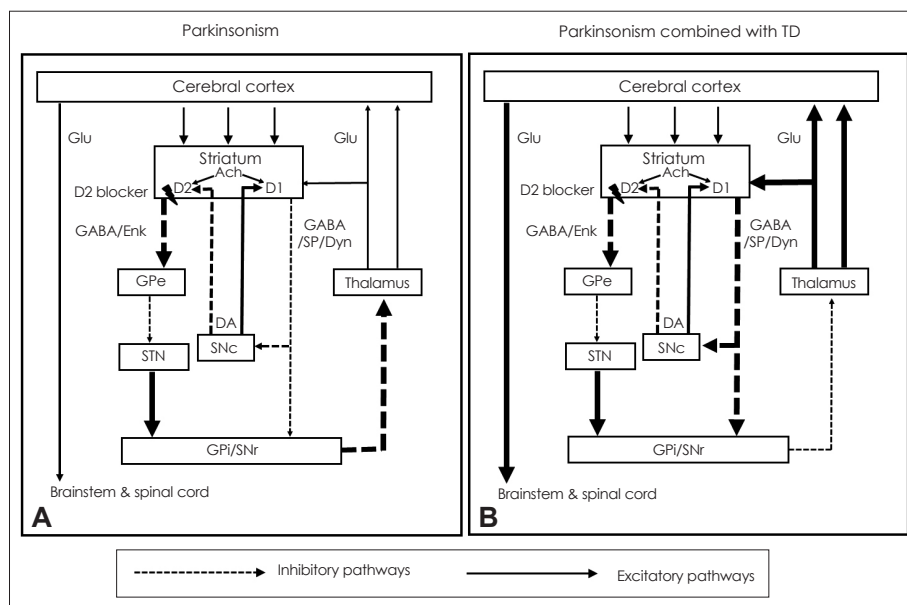 Parkinsonism
Cerebral cortex
Glu
Glu
Striatum
Ach
D2
D1
D2 blocker
GABA/Enk
GABA
/SP/Dyn
GPe
Thalamus
DA
SNc
STN
GPi/SNr
Brainstem & spinal cord
A
Parkinsonism combined with TD
Cerebral cortex
Glu
Glu
Striatum
Ach
D2
D1
D2 blocker
GABA/Enk
GABA
/SP/Dyn
GPe
Thalamus
DA
SNc
STN
GPi/SNr
Brainstem & spinal cord
B
Inhibitory pathways
Excitatory pathways